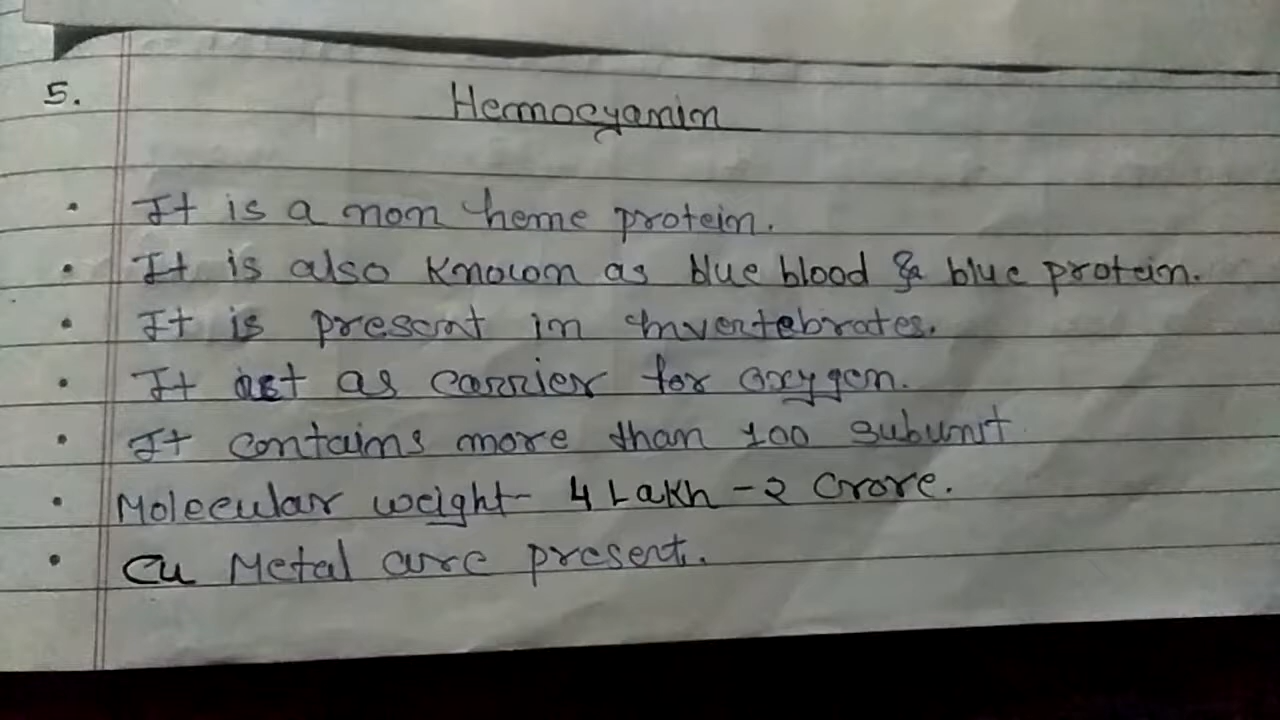 5. Hemocyanin
• It is a non heme protein.
• It is also known as blue blood & blue protein.
• It is present in invertebrates.
• It act as carrier for oxygen.
• It contains more than 100 subunit
• Molecular weight - 4 Lakh - 2 Crore.
• Cu Metal are present.